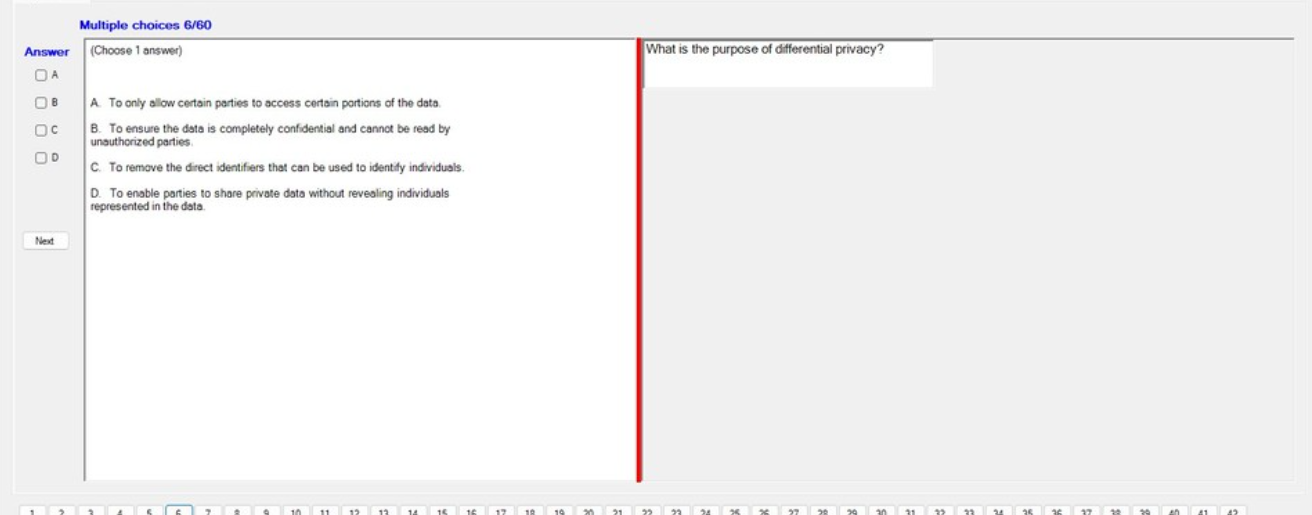 Multiple choices 6/60
Answer
(Choose 1 answer)
What is the purpose of differential privacy?
A
B
C
D
A. To only allow certain parties to access certain portions of the data.
B. To ensure the data is completely confidential and cannot be read by
unauthorized parties.
C. To remove the direct identifiers that can be used to identify individuals.
D. To enable parties to share private data without revealing individuals
represented in the data.
Next
1 2 3 4 5 6 7 8 9 10 11 12 13 14 15 16 17 18 19 20 21 22 23 24 25 26 27 28 29 30 31 32 33 34 35 36 37 38 39 40 41 42